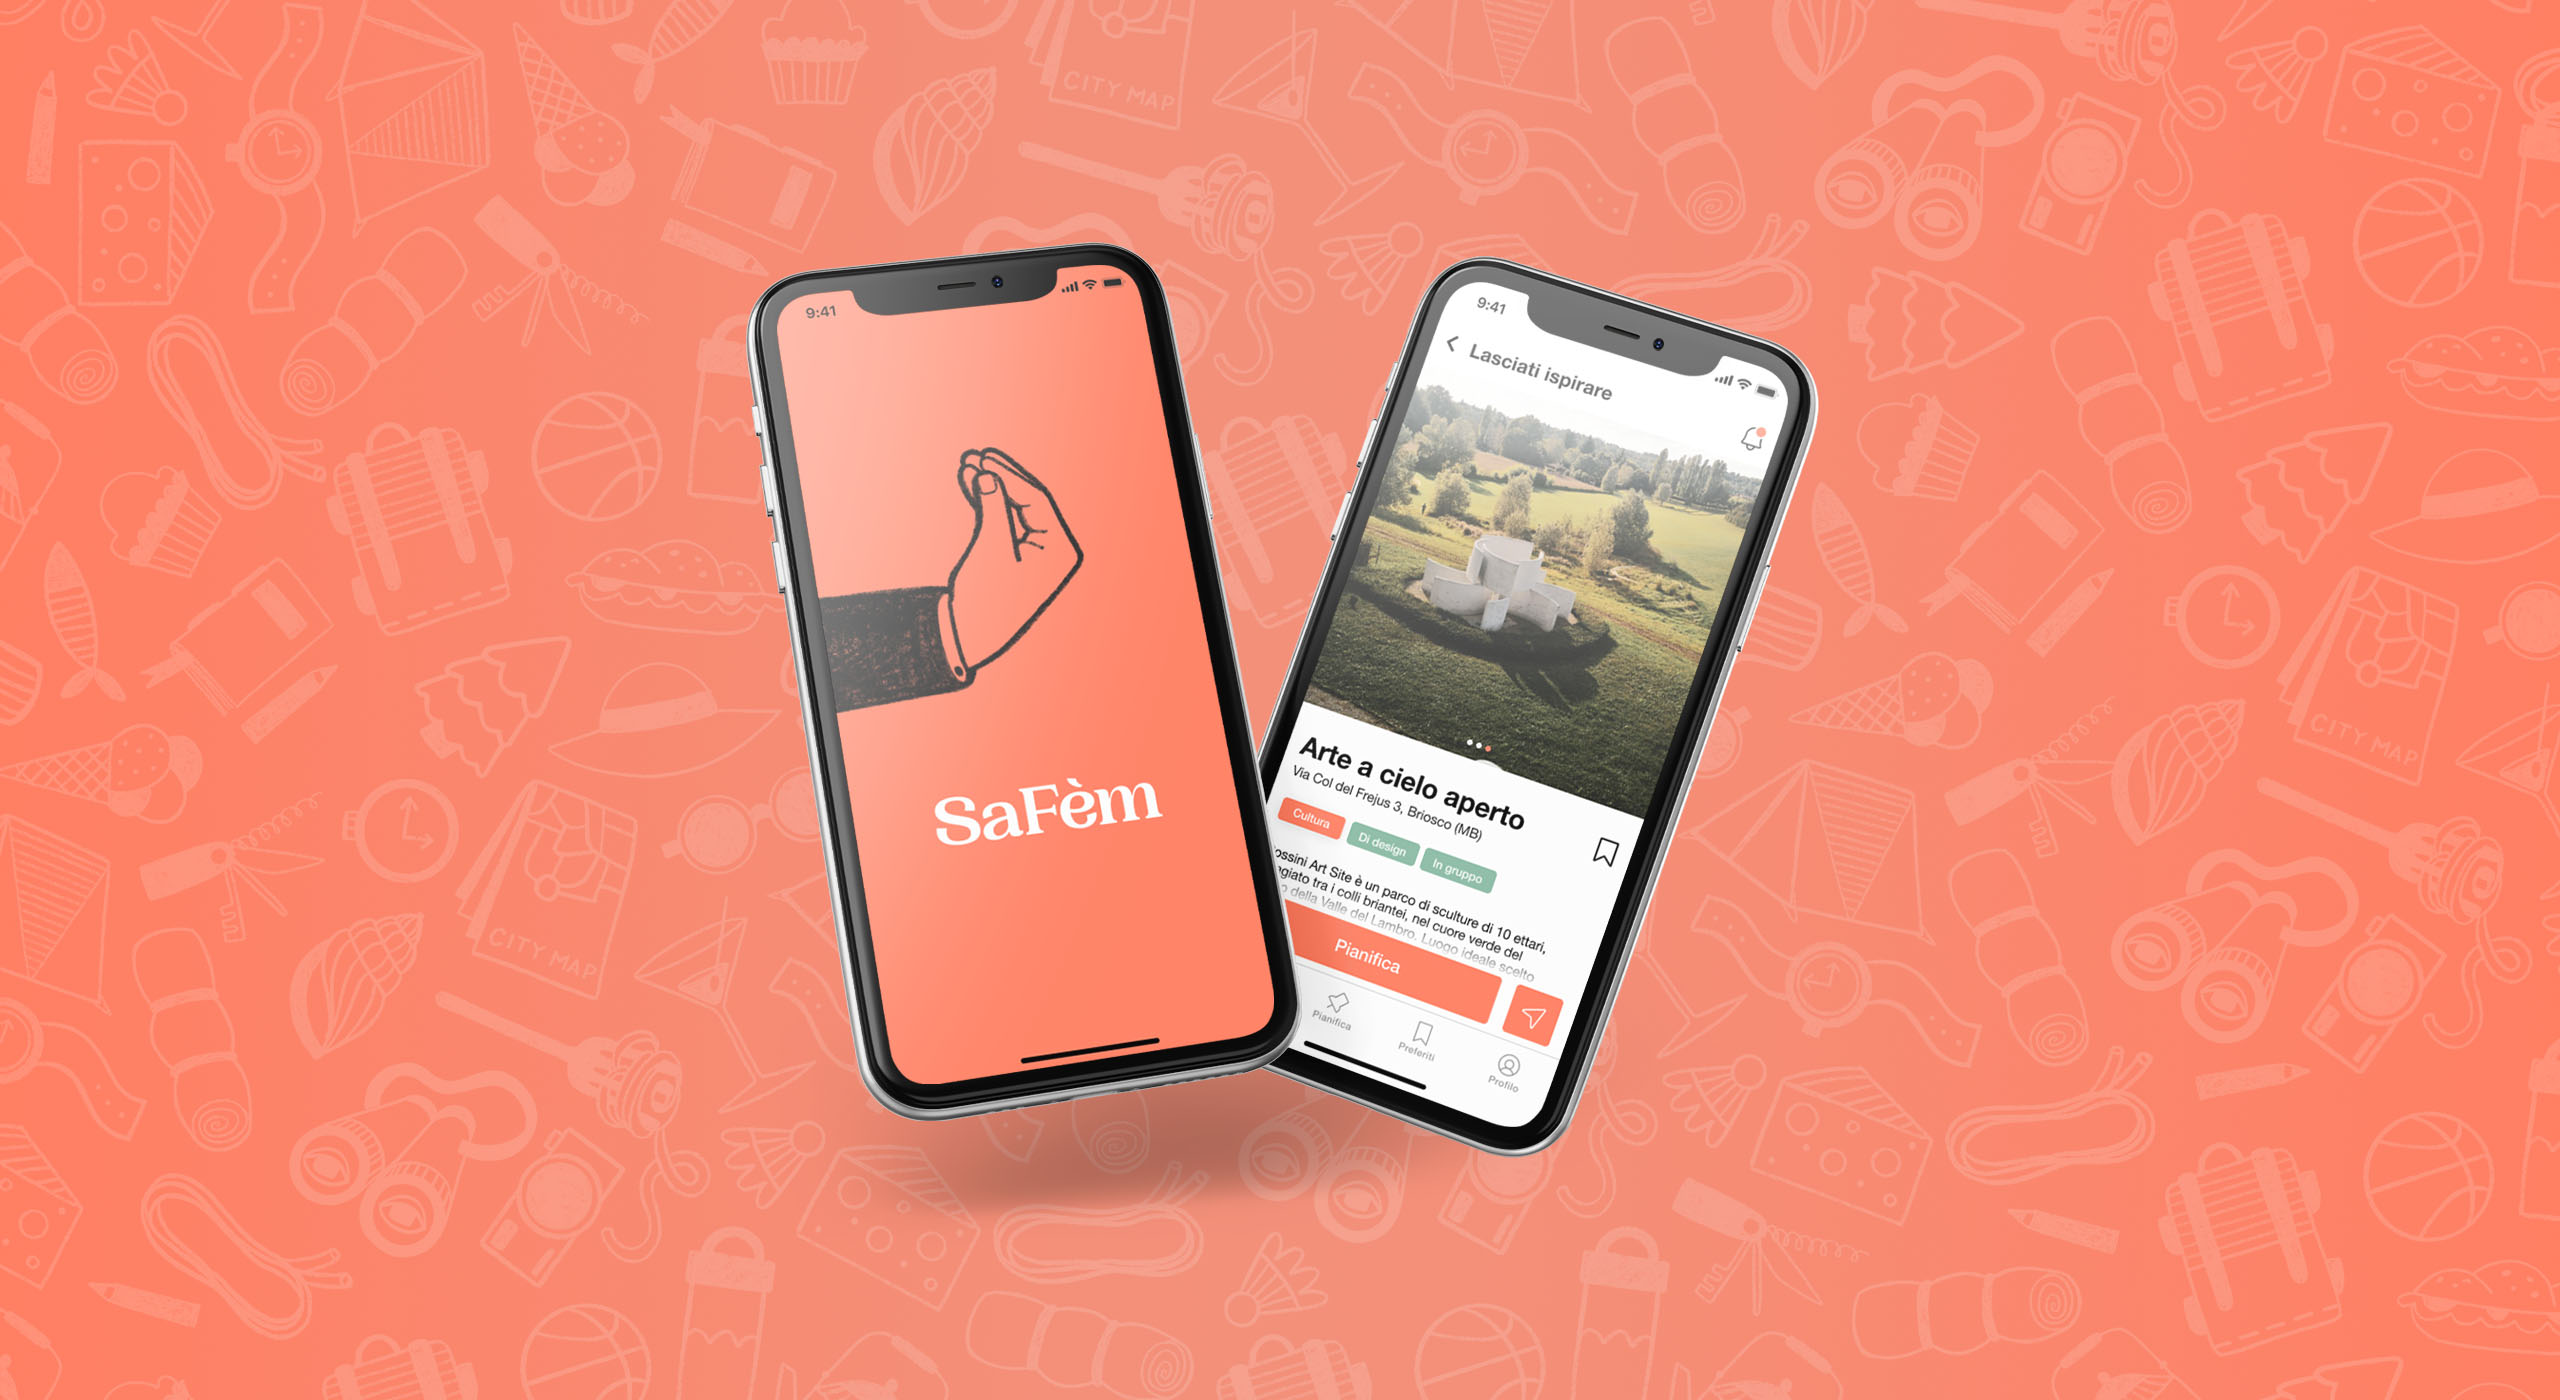 CITY MAP
9:41
SaFèm
9:41
Lasciati ispirare
Arte a cielo aperto
Via Col del Frejus 3, Briosco (MB)
Cultura
Di design
In gruppo
ossini Art Site è un parco di sculture di 10 ettari,
giato tra i colli briantei, nel cuore verde del
o della Valle del Lambro. Luogo ideale scelto
Pianifica
Pianifica
Preferiti
Profilo
CITY MAP
CITY MAP